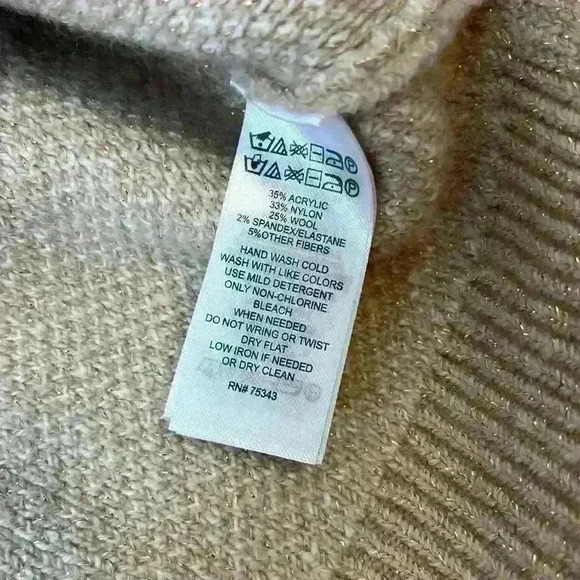 35% ACRYLIC
33% NYLON
25% WOOL
2% SPANDEX/ELASTANE
5%OTHER FIBERS
HAND WASH COLD
WASH WITH LIKE COLORS
USE MILD DETERGENT
ONLY NON-CHLORINE
BLEACH
WHEN NEEDED
DO NOT WRING OR TWIST
DRY FLAT
LOW IRON IF NEEDED
OR DRY CLEAN
RN# 75343